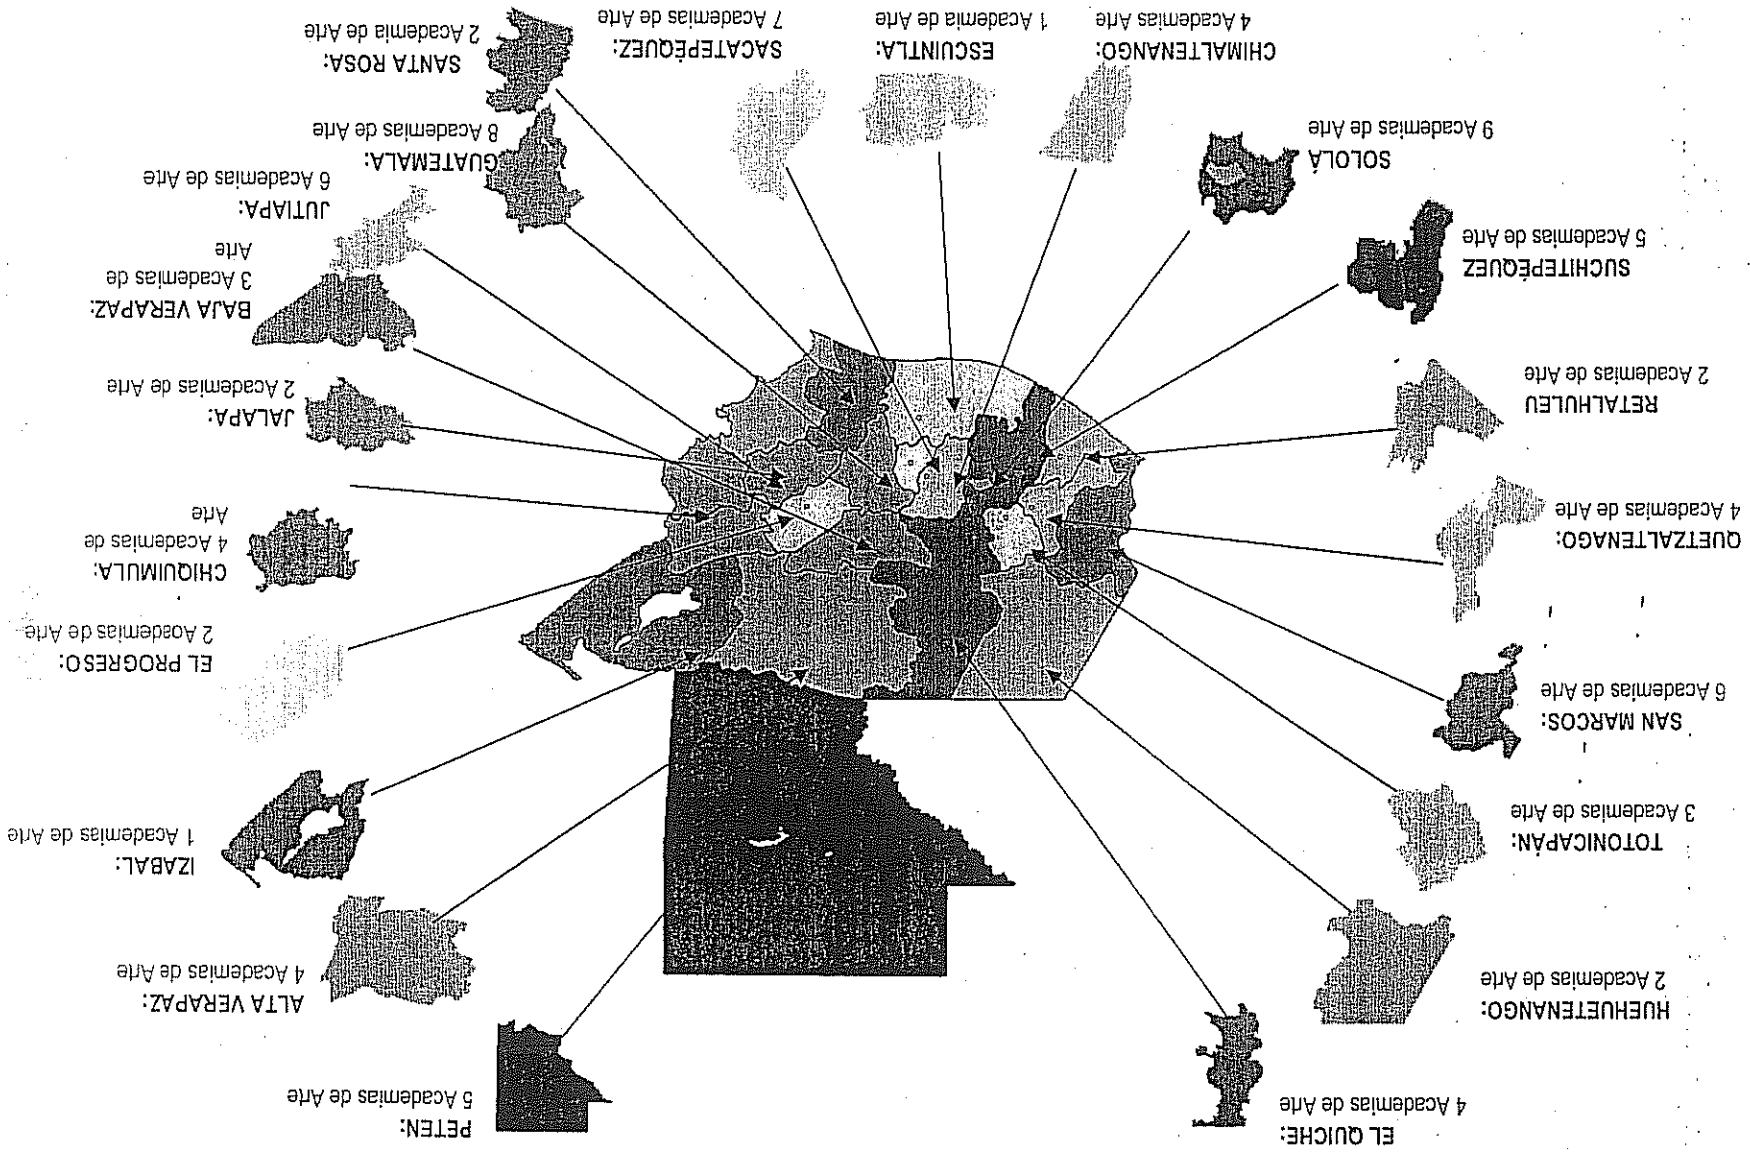 EL QUICHE:
4 Academias de Arte
PETEN:
5 Academias de Arte
HUEHUETENANGO:
2 Academias de Arte
ALTA VERAPAZ:
4 Academias de Arte
TOTONICAPÁN:
3 Academias de Arte
IZABAL:
1 Academias de Arte
SAN MARCOS:
6 Academias de Arte
EL PROGRESO:
2 Academias de Arte
QUETZALTENAGO:
4 Academias de Arte
CHIQUIMULA:
4 Academias de
Arte
RETALHULEU
2 Academias de Arte
JALAPA:
2 Academias de Arte
SUCHITEPÉQUEZ
5 Academias de Arte
BAJA VERAPAZ:
3 Academias de
Arte
JUTIAPA:
6 Academias de Arte
SOLOLÁ
9 Academias de Arte
GUATEMALA:
8 Academias de Arte
CHIMALTENANGO:
4 Academias Arte
ESCUINTLA:
1 Academia de Arte
SACATEPÉQUEZ:
7 Academias de Arte
SANTA ROSA:
2 Academia de Arte